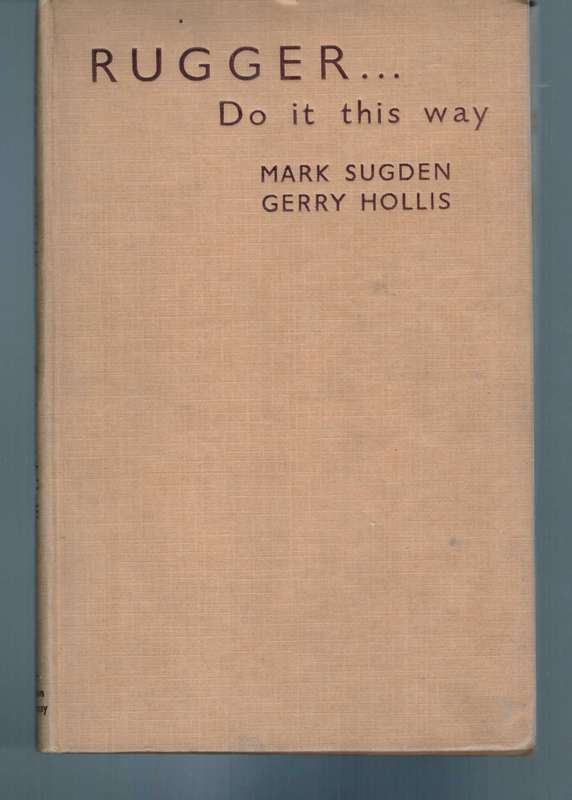 RUGGER...
Do it this way
MARK SUGDEN
GERRY HOLLIS